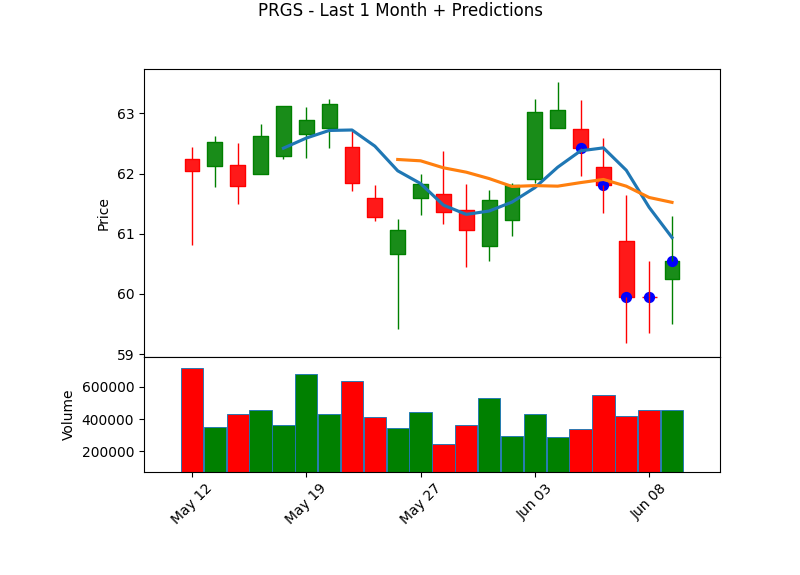 PRGS - Last 1 Month + Predictions
Price
63
62
61
60
59
Volume
600000
400000
200000
May 12
May 19
May 27
Jun 03
Jun 08